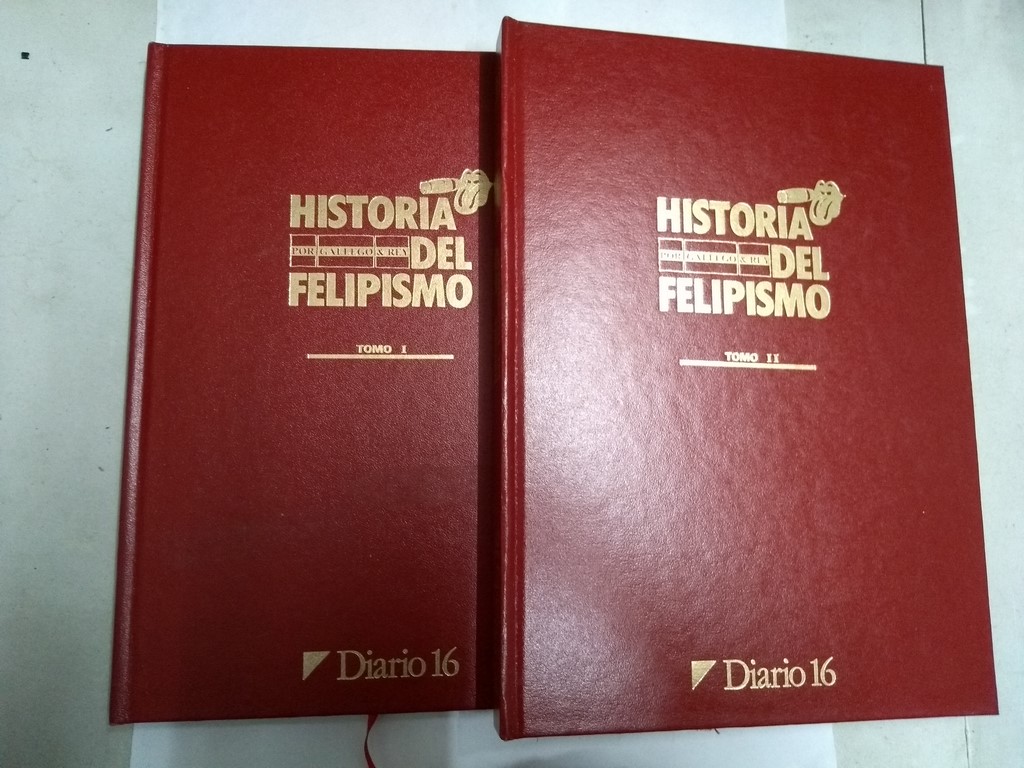 HISTORIA
POR GALLEGO & REY DEL
FELIPISMO
TOMO I
Diario 16
HISTORIA
POR GALLEGO & REY DEL
FELIPISMO
TOMO II
Diario 16